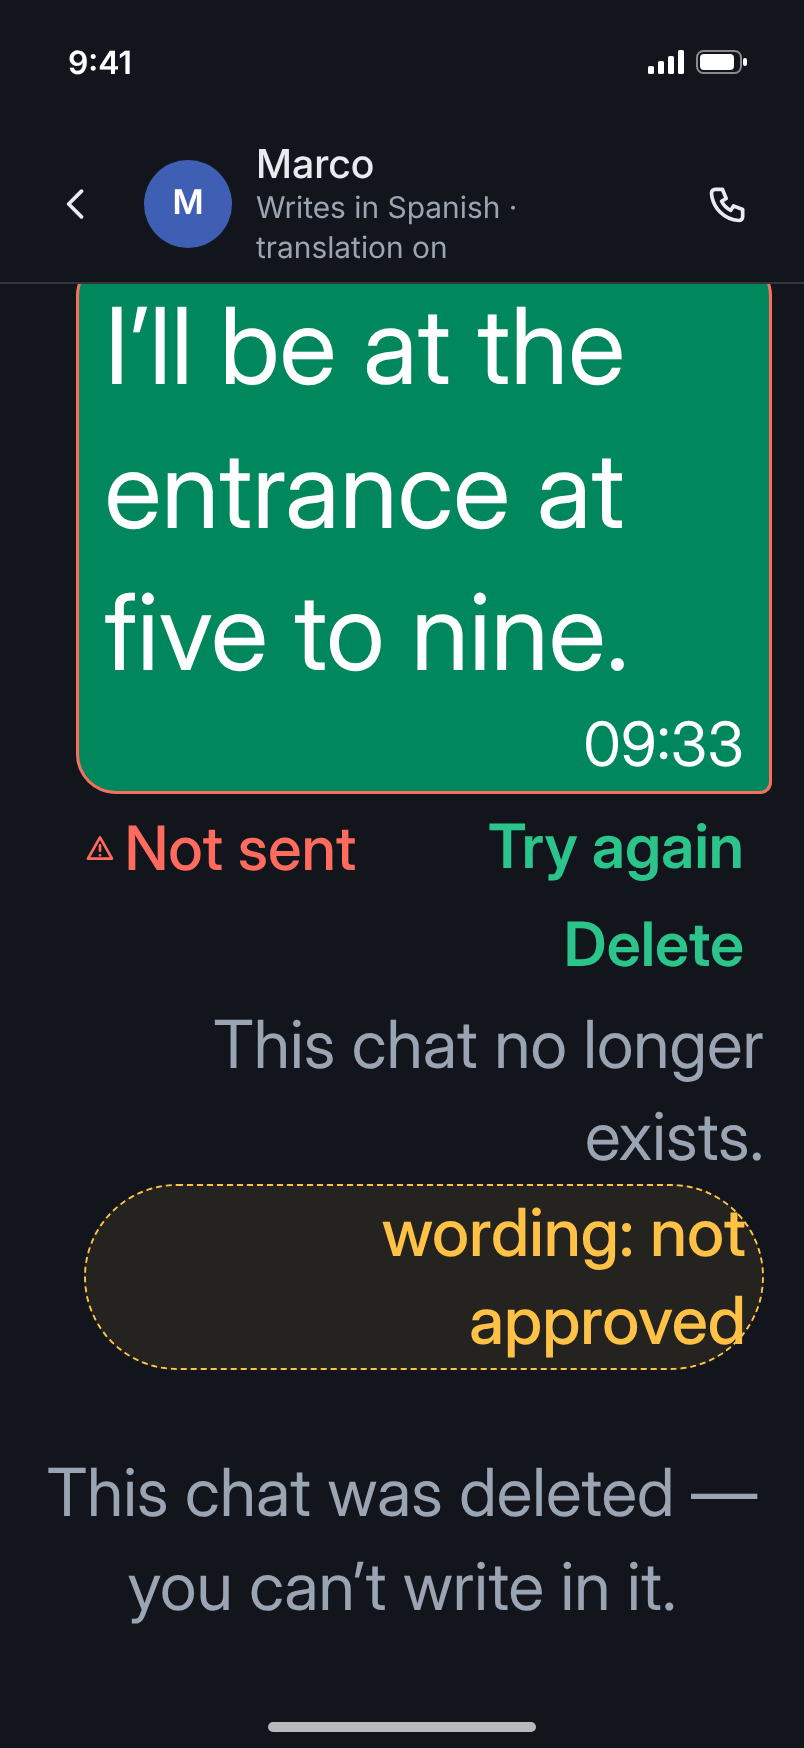 9:41
M
Marco
Writes in Spanish ·
translation on
I’ll be at the
entrance at
five to nine.
09:33
Not sent
Try again
Delete
This chat no longer
exists.
wording: not
approved
This chat was deleted —
you can’t write in it.